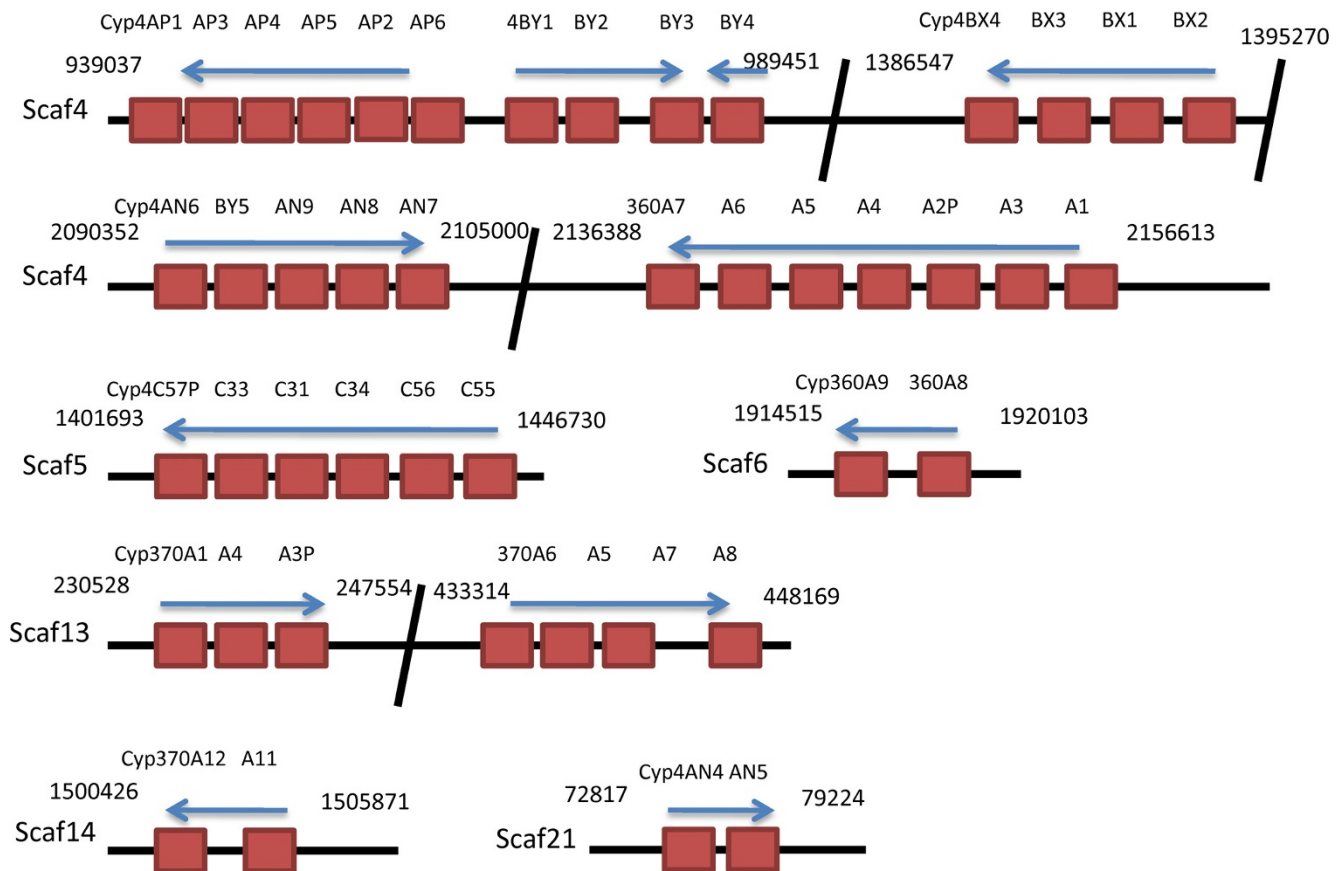 Cyp4AP1 AP3 AP4 AP5 AP2 AP6 4BY1 BY2 BY3 BY4 Cyp4BX4 BX3 BX1 BX2
939037 989451 1386547 1395270
Scaf4
Cyp4AN6 BY5 AN9 AN8 AN7 360A7 A6 A5 A4 A2P A3 A1
2090352 2105000 2136388 2156613
Scaf4
Cyp4C57P C33 C31 C34 C56 C55 Cyp360A9 360A8
1401693 1446730 1914515 1920103
Scaf5 Scaf6
Cyp370A1 A4 A3P 370A6 A5 A7 A8
230528 247554 433314 448169
Scaf13
Cyp370A12 A11 Cyp4AN4 AN5
1500426 1505871 72817 79224
Scaf14 Scaf21